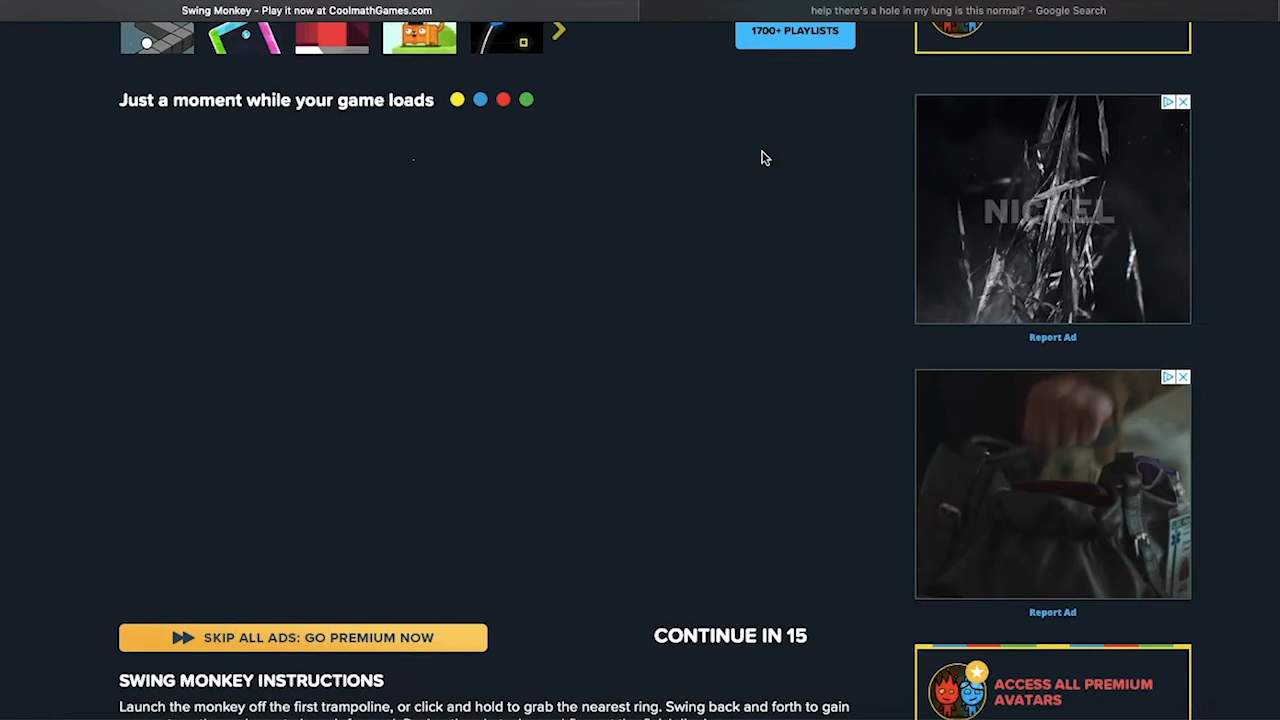 Swing Monkey - Play it now at CoolmathGames.com
help there's a hole in my lung is this normal? - Google Search
1700+ PLAYLISTS
Just a moment while your game loads
NICKEL
Report Ad
Report Ad
SKIP ALL ADS: GO PREMIUM NOW
CONTINUE IN 15
ACCESS ALL PREMIUM
AVATARS
SWING MONKEY INSTRUCTIONS
Launch the monkey off the first trampoline, or click and hold to grab the nearest ring. Swing back and forth to gain